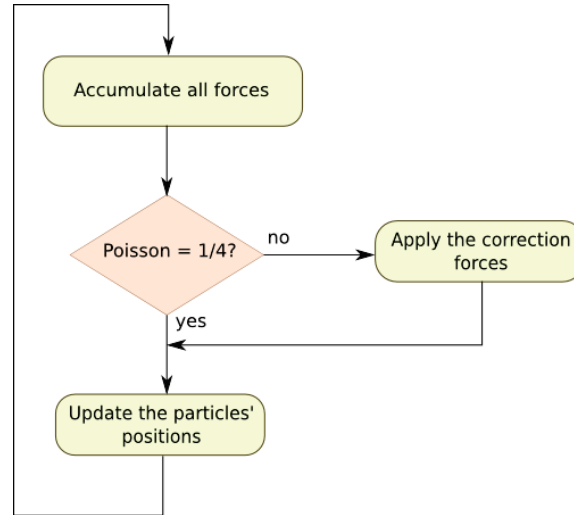 Accumulate all forces
Poisson = 1/4?
no
Apply the correction
forces
yes
Update the particles'
positions